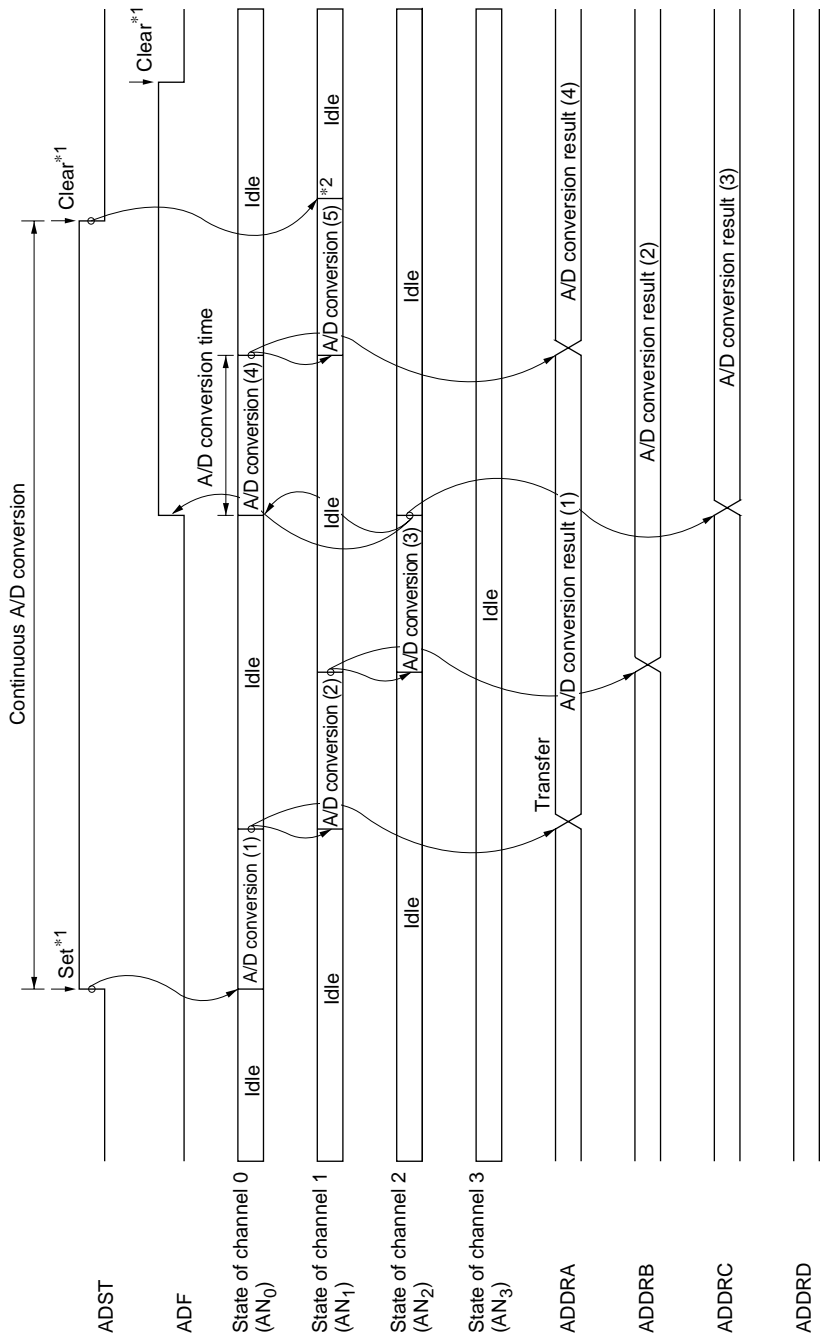 Continuous A/D conversion
Set*1
Clear*1
ADST
Clear*1
ADF
A/D conversion time
State of channel 0
(AN0)
Idle
A/D conversion (1)
Idle
A/D conversion (4)
Idle
State of channel 1
(AN1)
Idle
A/D conversion (2)
Idle
A/D conversion (5)
*2
Idle
State of channel 2
(AN2)
Idle
A/D conversion (3)
Idle
State of channel 3
(AN3)
Idle
Transfer
ADDRA
A/D conversion result (1)
A/D conversion result (4)
ADDRB
A/D conversion result (2)
ADDRC
A/D conversion result (3)
ADDRD